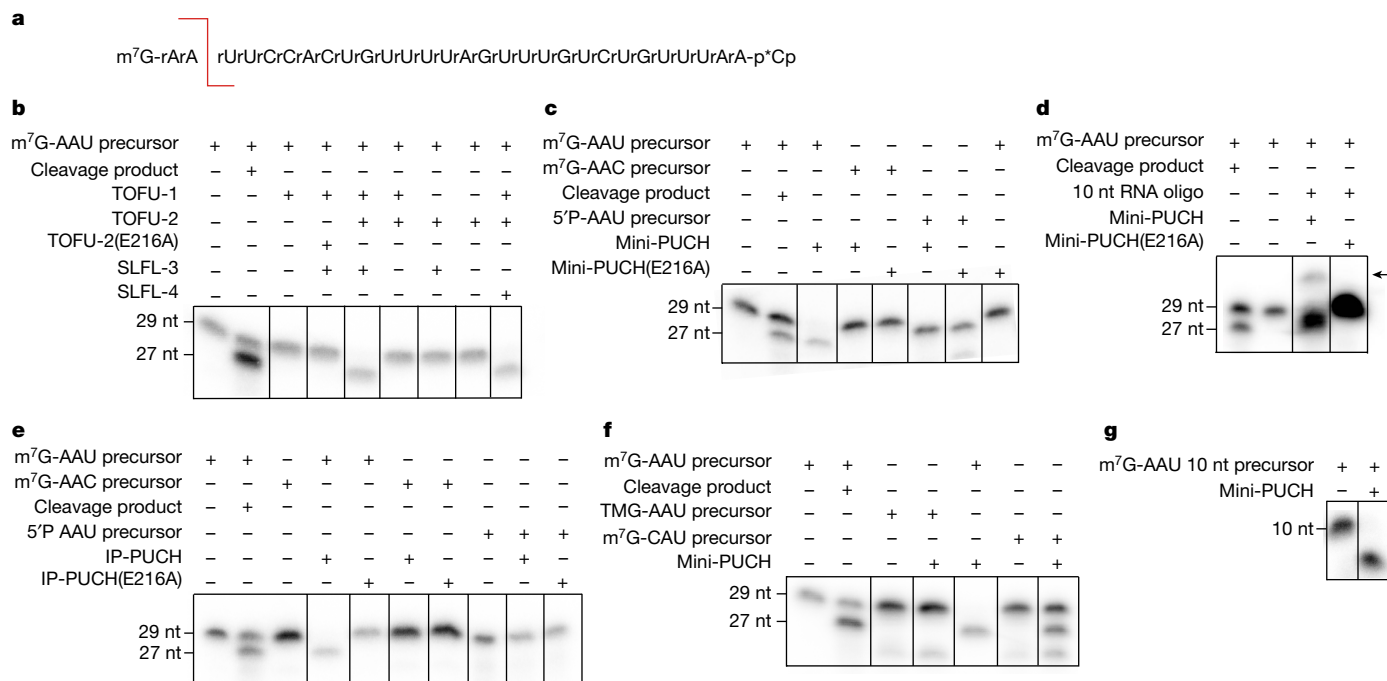 a
m⁷G-rArA rUrUrCrCrArCrUrGrUrUrUrUrUrArGrUrUrUrUrGrUrCrUrGrUrUrUrUrArA-p*Cp
b
m⁷G-AAU precursor + + + + + + + + +
Cleavage product – + – – – – – – –
TOFU-1 – – + + + + – – +
TOFU-2 – – – – + + + + +
TOFU-2(E216A) – – – + – – – – –
SLFL-3 – – – + + – + – –
SLFL-4 – – – – – – – – +
29 nt
27 nt
c
m⁷G-AAU precursor + + + – – – – +
m⁷G-AAC precursor – – – + + – – –
Cleavage product – + – – – – – –
5′P-AAU precursor – – – – – + + –
Mini-PUCH – – + + – + – –
Mini-PUCH(E216A) – – – – + – + +
29 nt
27 nt
d
m⁷G-AAU precursor + + + +
Cleavage product + – – –
10 nt RNA oligo – – + +
Mini-PUCH – – + –
Mini-PUCH(E216A) – – – +
29 nt
27 nt
e
m⁷G-AAU precursor + + – + + – – – – –
m⁷G-AAC precursor – – + – – + + – – –
Cleavage product – + – – – – – – – –
5′P AAU precursor – – – – – – – + + +
IP-PUCH – – – + – + – – + –
IP-PUCH(E216A) – – – – + – + – – +
29 nt
27 nt
f
m⁷G-AAU precursor + + – – + – –
Cleavage product – + – – – – –
TMG-AAU precursor – – + + – – –
m⁷G-CAU precursor – – – – – + +
Mini-PUCH – – – + + – +
29 nt
27 nt
g
m⁷G-AAU 10 nt precursor + +
Mini-PUCH – +
10 nt